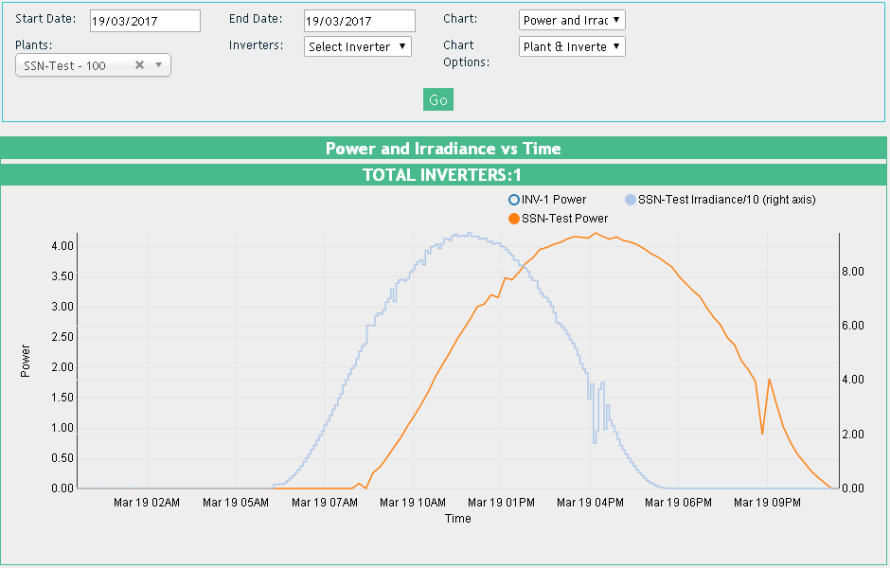 Start Date: 19/03/2017 End Date: 19/03/2017 Chart: Power and Irrac
Plants: Inverters: Select Inverter Chart Options: Plant & Inverte
SSN-Test - 100
Go
Power and Irradiance vs Time
TOTAL INVERTERS:1
INV-1 Power SSN-Test Irradiance/10 (right axis)
SSN-Test Power
4.00
3.50
3.00
2.50
2.00
1.50
1.00
0.50
0.00
Power
8.00
6.00
4.00
2.00
0.00
Mar 19 02AM Mar 19 05AM Mar 19 07AM Mar 19 10AM Mar 19 01PM Mar 19 04PM Mar 19 06PM Mar 19 09PM
Time